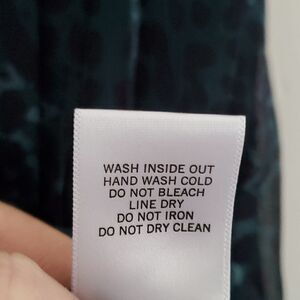 WASH INSIDE OUT
HAND WASH COLD
DO NOT BLEACH
LINE DRY
DO NOT IRON
DO NOT DRY CLEAN